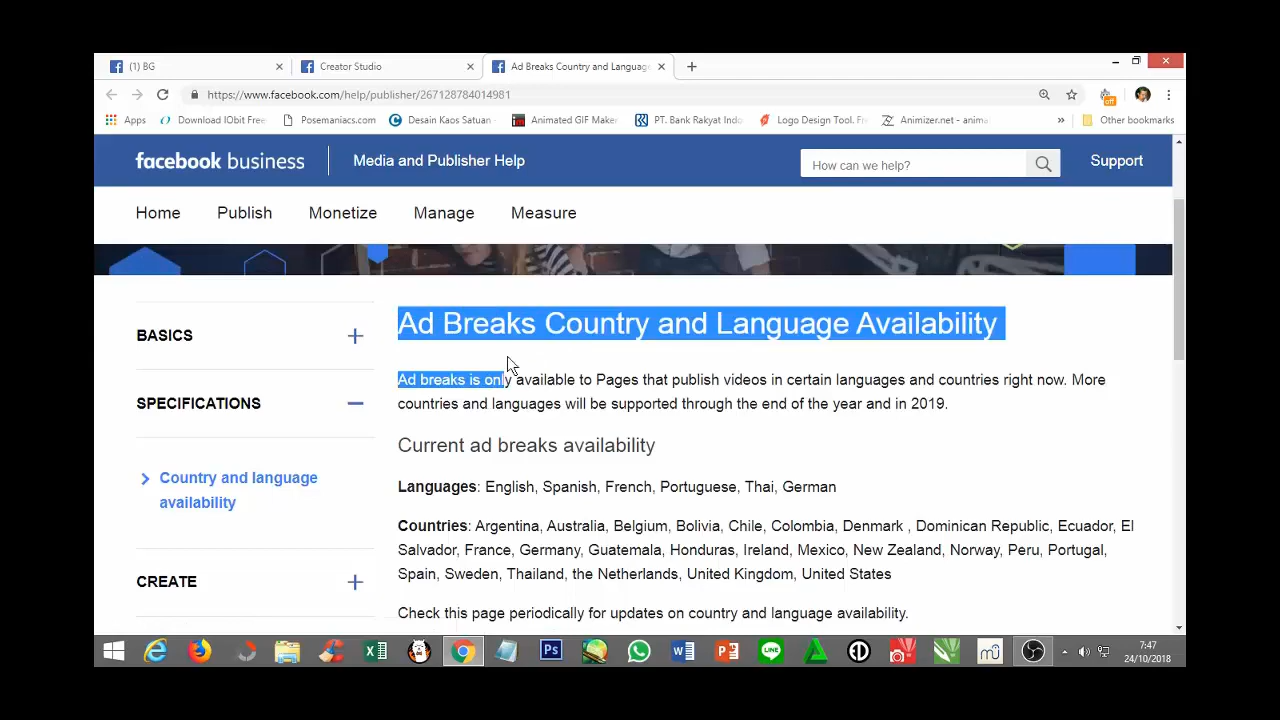 (1) BG
Creator Studio
Ad Breaks Country and Languag
https://www.facebook.com/help/publisher/267128784014981
off
Apps
Download IObit Free
Posemaniacs.com
Desain Kaos Satuan -
Animated GIF Maker
PT. Bank Rakyat Indo
Logo Design Tool. Fr
Animizer.net - anima
Other bookmarks
facebook business
Media and Publisher Help
How can we help?
Support
Home
Publish
Monetize
Manage
Measure
BASICS
SPECIFICATIONS
Country and language
availability
CREATE
Ad Breaks Country and Language Availability
Ad breaks is only available to Pages that publish videos in certain languages and countries right now. More
countries and languages will be supported through the end of the year and in 2019.
Current ad breaks availability
Languages: English, Spanish, French, Portuguese, Thai, German
Countries: Argentina, Australia, Belgium, Bolivia, Chile, Colombia, Denmark , Dominican Republic, Ecuador, El
Salvador, France, Germany, Guatemala, Honduras, Ireland, Mexico, New Zealand, Norway, Peru, Portugal,
Spain, Sweden, Thailand, the Netherlands, United Kingdom, United States
Check this page periodically for updates on country and language availability.
Ps
LINE
7:47
24/10/2018